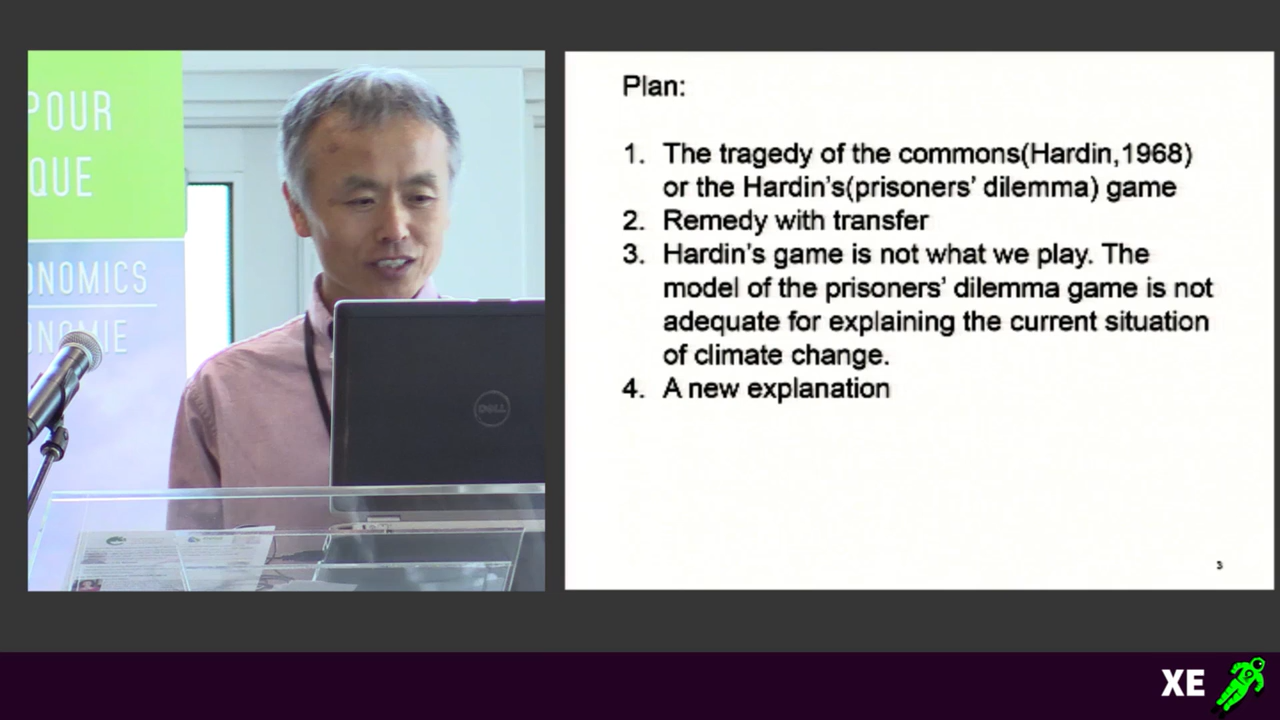 POUR
QUE
ONOMICS
ONOMIE
DELL
Plan:
1. The tragedy of the commons(Hardin,1968)
or the Hardin's(prisoners' dilemma) game
2. Remedy with transfer
3. Hardin's game is not what we play. The
model of the prisoners' dilemma game is not
adequate for explaining the current situation
of climate change.
4. A new explanation
3
XE